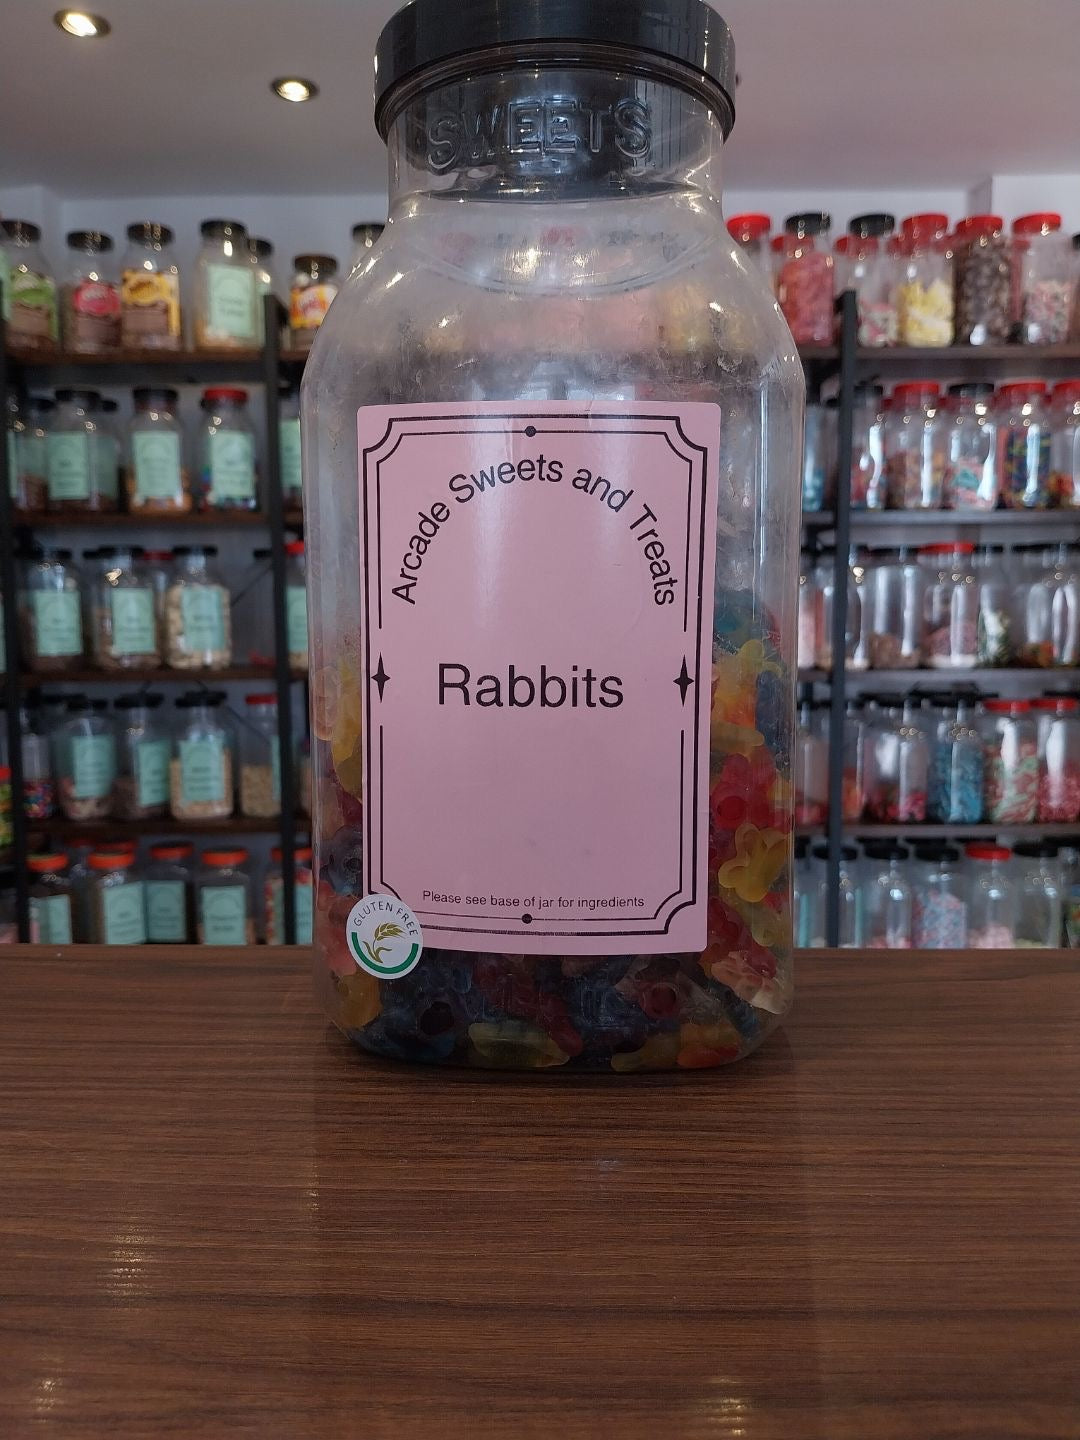 SWEETS
Arcade Sweets and Treats
Rabbits
Please see base of jar for ingredients
GLUTEN FREE